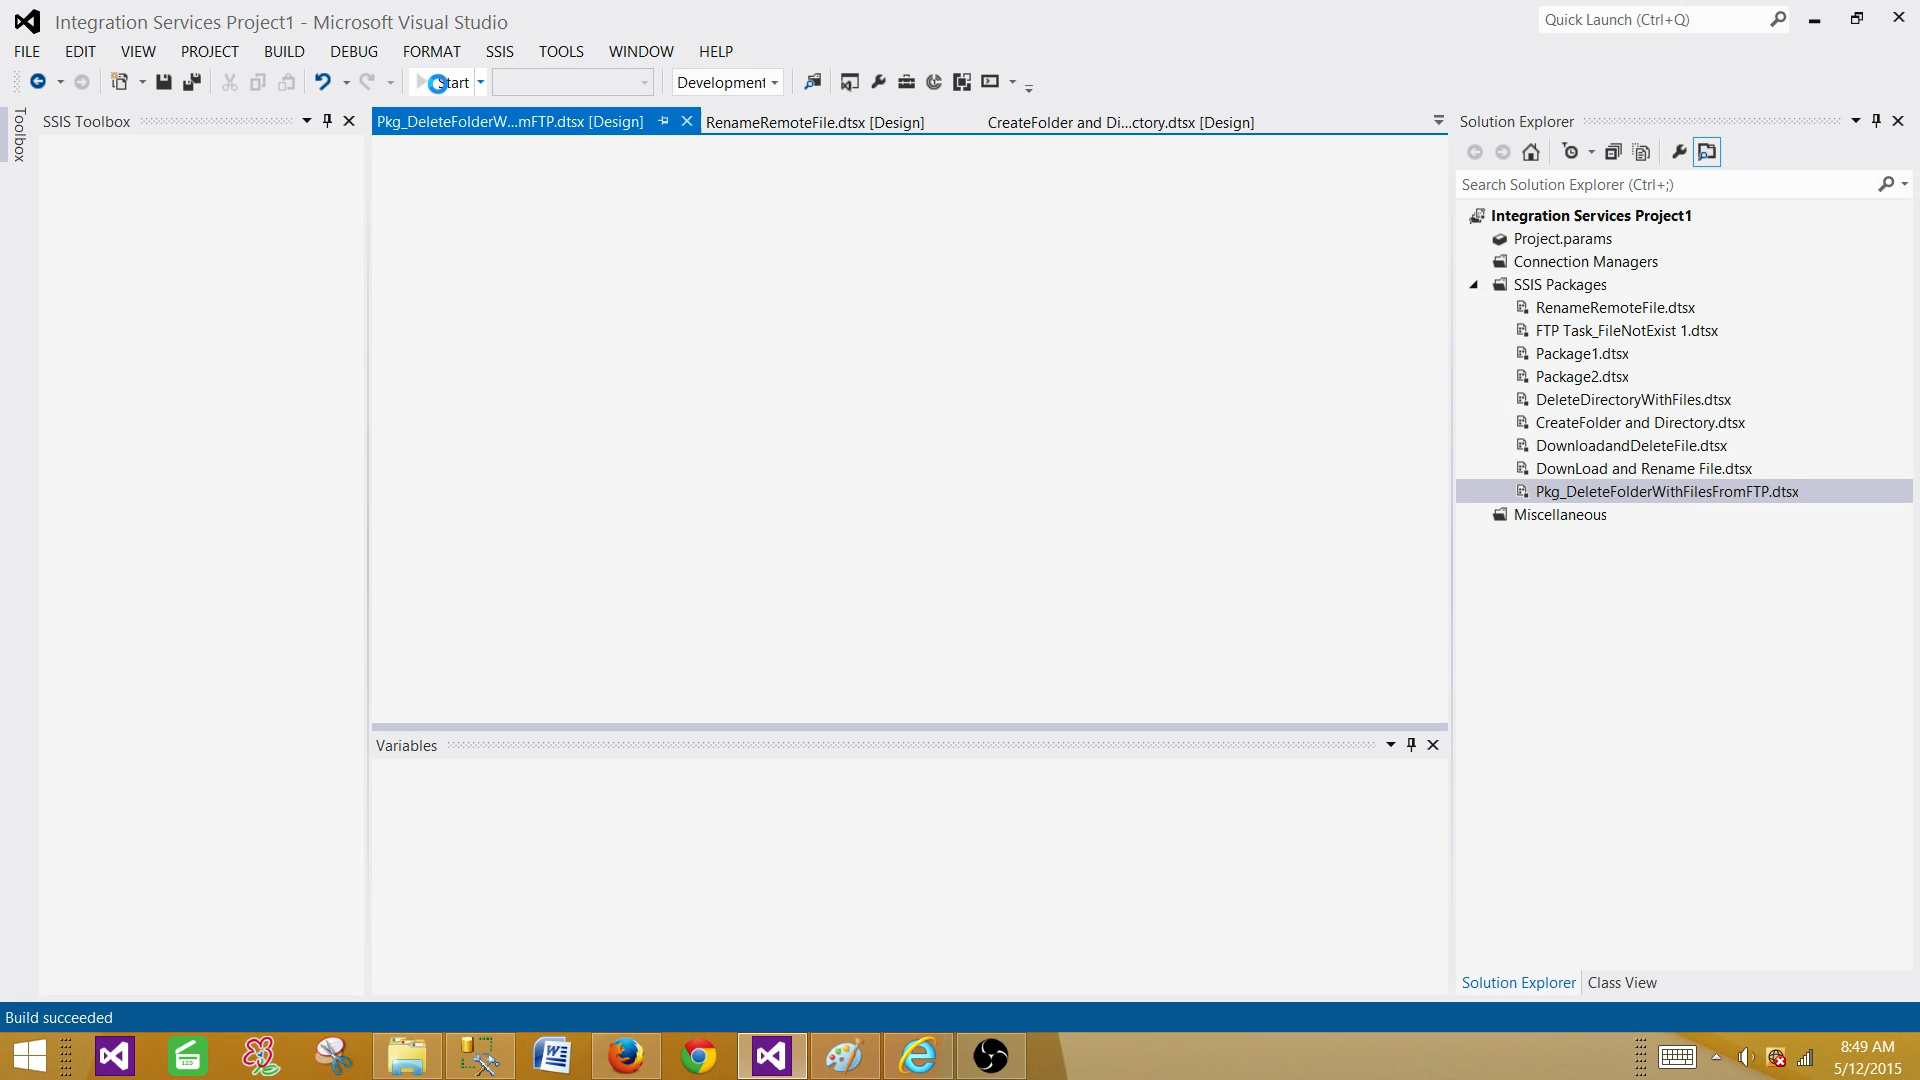 Integration Services Project1 - Microsoft Visual Studio
Quick Launch (Ctrl+Q)
FILE EDIT VIEW PROJECT BUILD DEBUG FORMAT SSIS TOOLS WINDOW HELP
Start
Development
Toolbox
SSIS Toolbox
Pkg_DeleteFolderW...mFTP.dtsx [Design]
RenameRemoteFile.dtsx [Design]
CreateFolder and Di...ctory.dtsx [Design]
Solution Explorer
Search Solution Explorer (Ctrl+;)
Integration Services Project1
Project.params
Connection Managers
SSIS Packages
RenameRemoteFile.dtsx
FTP Task_FileNotExist 1.dtsx
Package1.dtsx
Package2.dtsx
DeleteDirectoryWithFiles.dtsx
CreateFolder and Directory.dtsx
DownloadandDeleteFile.dtsx
DownLoad and Rename File.dtsx
Pkg_DeleteFolderWithFilesFromFTP.dtsx
Miscellaneous
Variables
Solution Explorer
Class View
Build succeeded
123
8:49 AM
5/12/2015